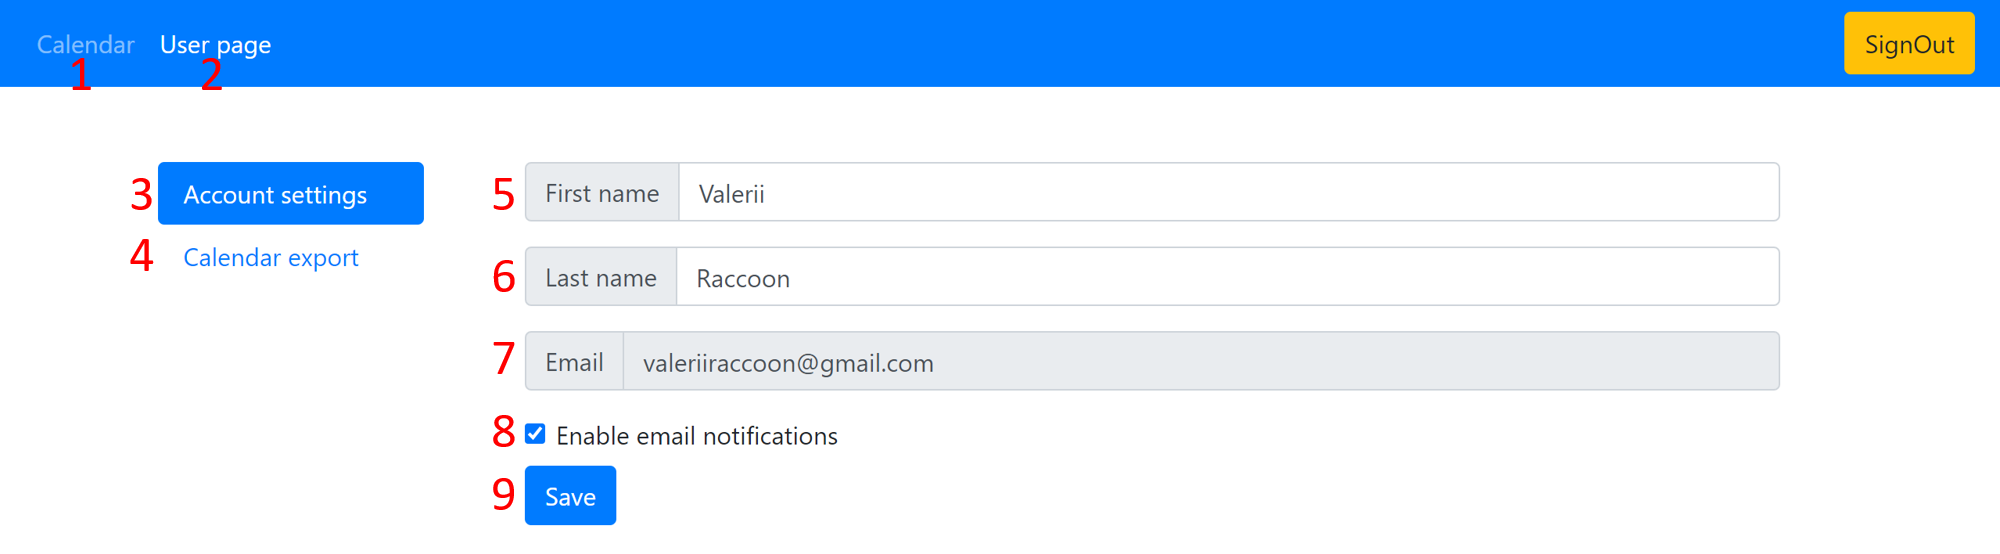 Calendar User page SignOut
1 2
3 Account settings
4 Calendar export
5 First name Valerii
6 Last name Raccoon
7 Email valeriiraccoon@gmail.com
8 Enable email notifications
9 Save